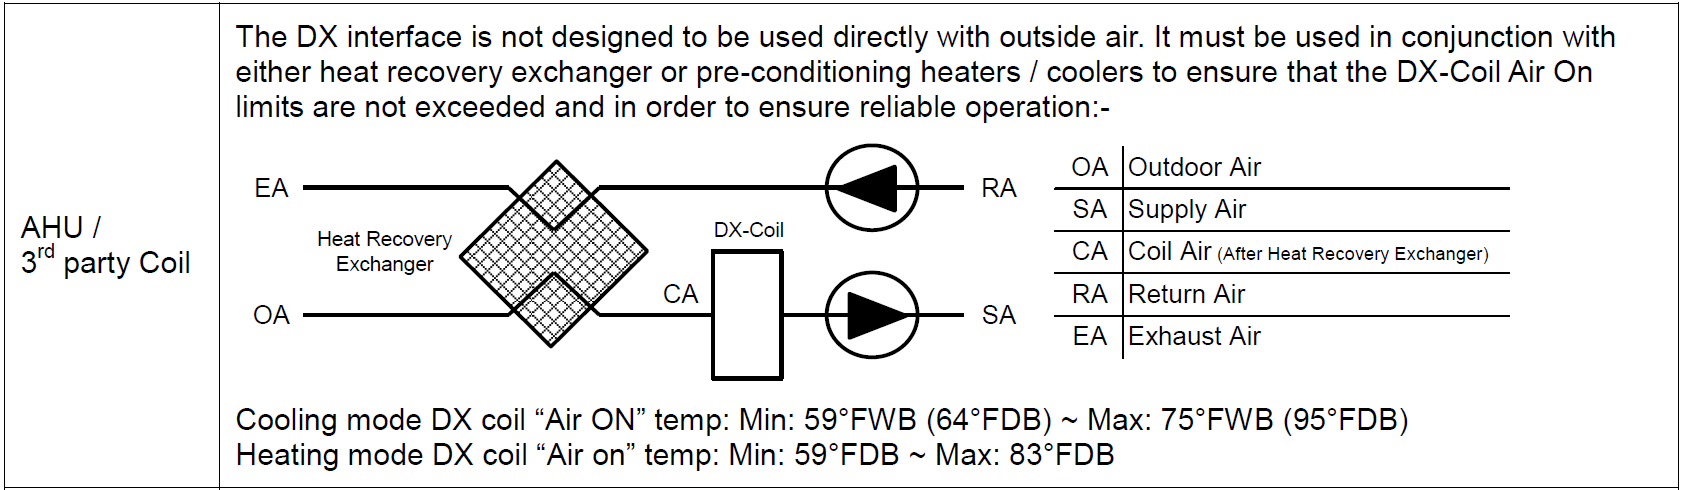 The DX interface is not designed to be used directly with outside air. It must be used in conjunction with
either heat recovery exchanger or pre-conditioning heaters / coolers to ensure that the DX-Coil Air On
limits are not exceeded and in order to ensure reliable operation:-
AHU /
3rd party Coil
EA
RA
Heat Recovery
Exchanger
DX-Coil
CA
OA
SA
OA Outdoor Air
SA Supply Air
CA Coil Air (After Heat Recovery Exchanger)
RA Return Air
EA Exhaust Air
Cooling mode DX coil “Air ON” temp: Min: 59°FWB (64°FDB) ~ Max: 75°FWB (95°FDB)
Heating mode DX coil “Air on” temp: Min: 59°FDB ~ Max: 83°FDB